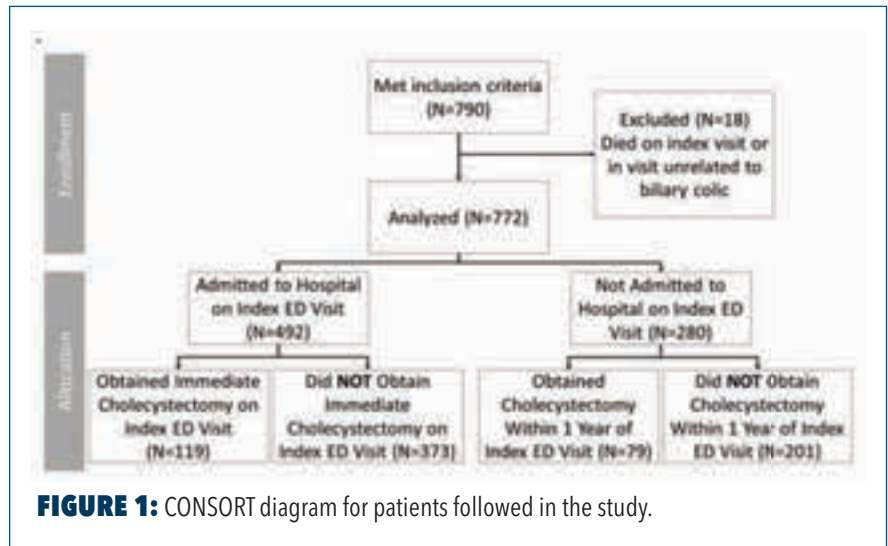 Enrollment
Met inclusion criteria
(N=790)
Excluded (N=18)
Died on index visit or
in visit unrelated to
biliary colic
Analyzed (N=772)
Allocation
Admitted to Hospital
on Index ED Visit
(N=492)
Not Admitted to
Hospital on Index ED
Visit (N=280)
Obtained Immediate
Cholecystectomy on
Index ED Visit
(N=119)
Did NOT Obtain
Immediate
Cholecystectomy on
Index ED Visit (N=373)
Obtained
Cholecystectomy
Within 1 Year of
Index ED Visit (N=79)
Did NOT Obtain
Cholecystectomy
Within 1 Year of Index
ED Visit (N=201)
FIGURE 1: CONSORT diagram for patients followed in the study.